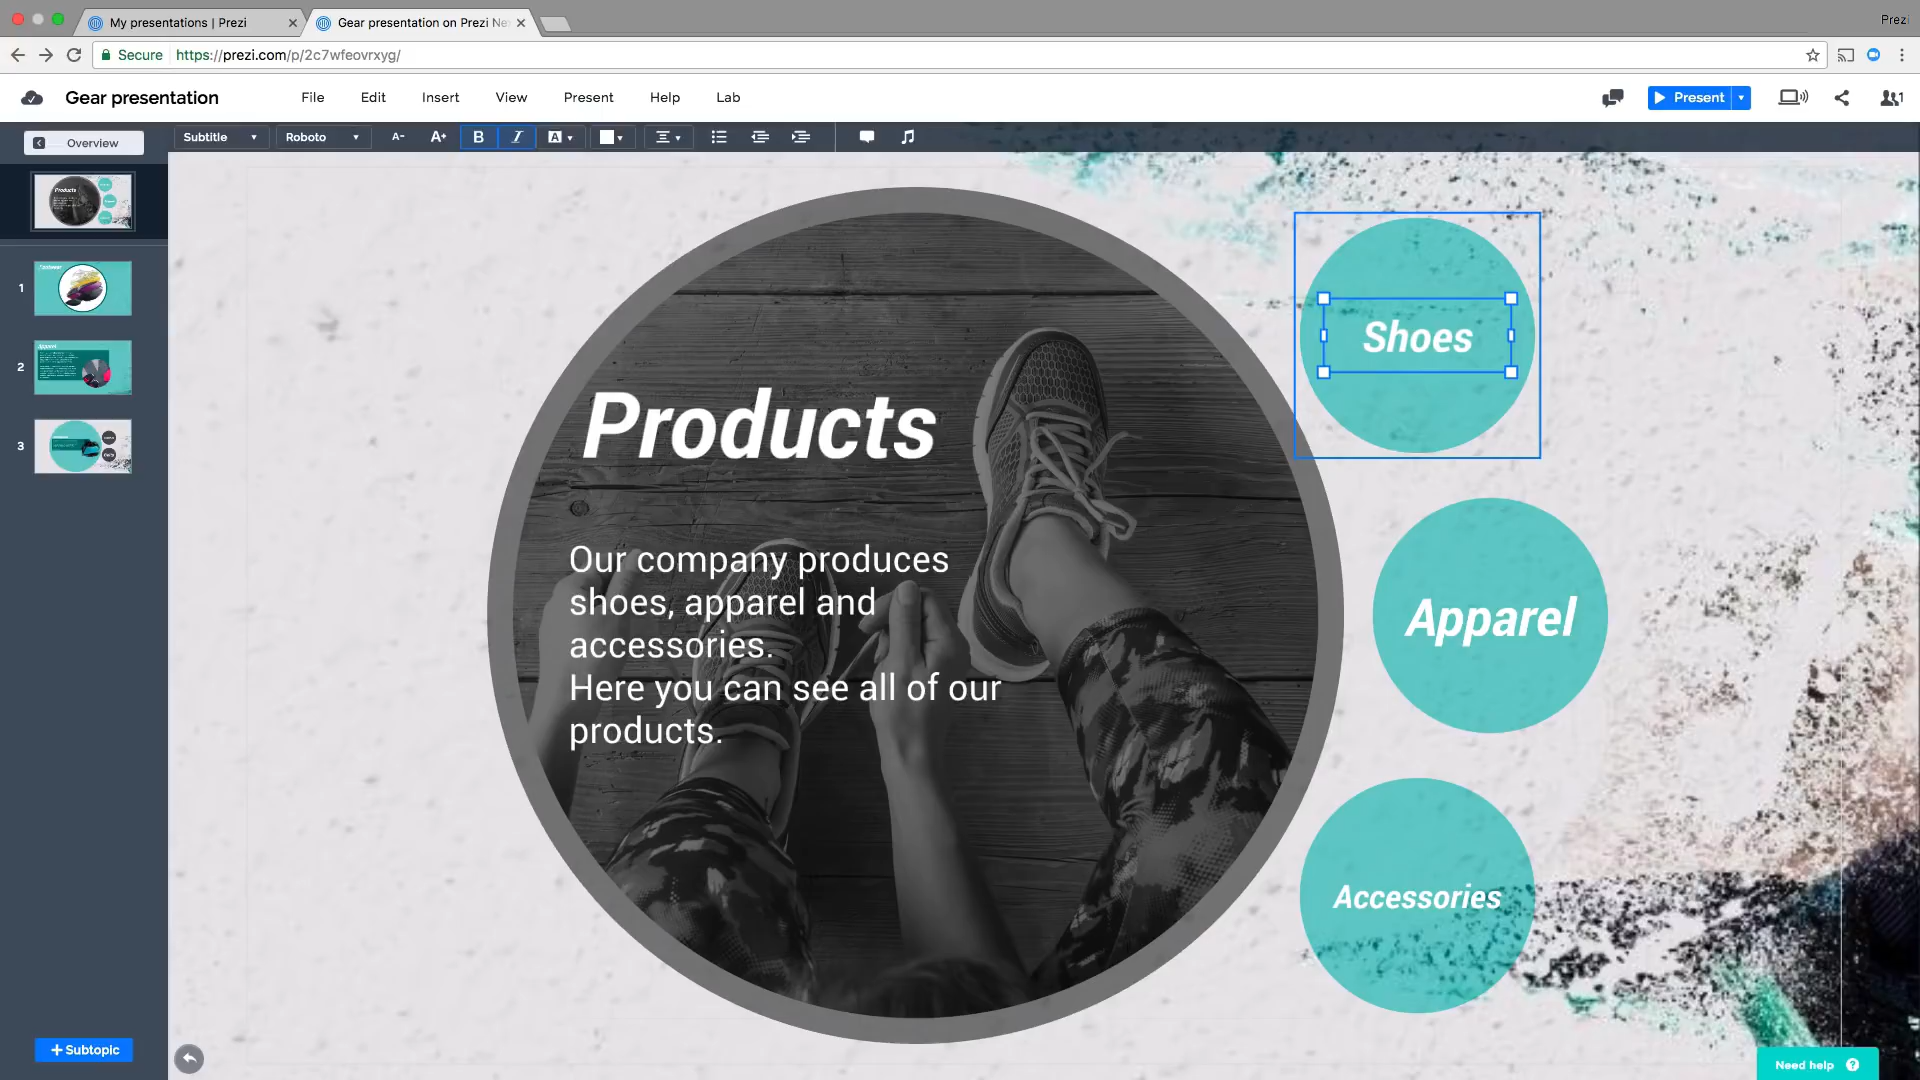 My presentations | Prezi
Gear presentation on Prezi Ne
Prezi
Secure https://prezi.com/p/2c7wfeovrxyg/
Gear presentation File Edit Insert View Present Help Lab
Present
1
Overview
Subtitle Roboto A- A+ B I A
Products
1
2
Apparel
3
Shoes
Products
Our company produces
shoes, apparel and
accessories.
Here you can see all of our
products.
Apparel
Accessories
+ Subtopic
Need help ?